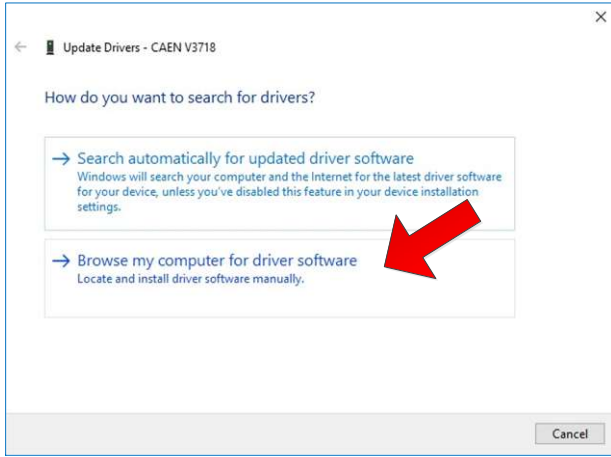 Update Drivers - CAEN V3718
How do you want to search for drivers?
Search automatically for updated driver software
Windows will search your computer and the Internet for the latest driver software
for your device, unless you've disabled this feature in your device installation
settings.
Browse my computer for driver software
Locate and install driver software manually.
Cancel